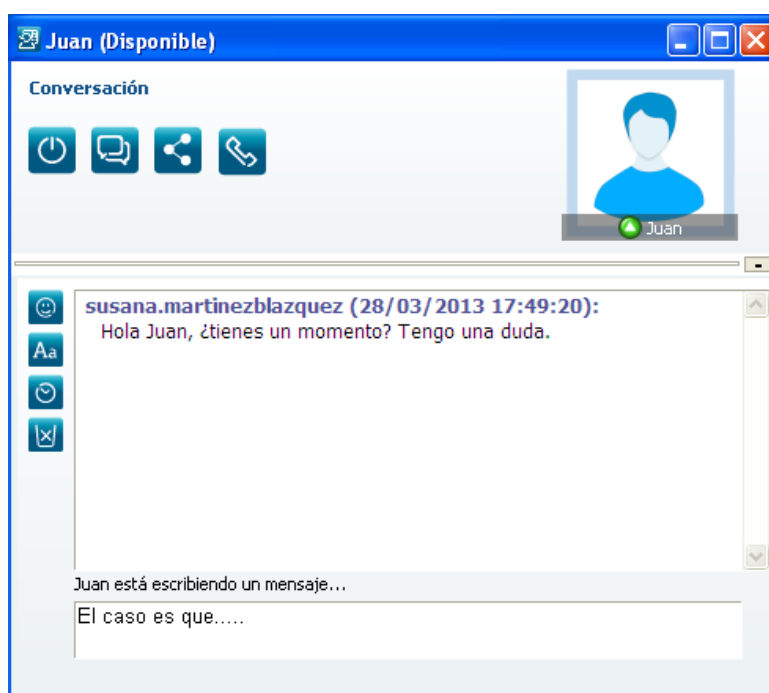 Juan (Disponible)
Conversación
Juan
susana.martinezblazquez (28/03/2013 17:49:20):
Hola Juan, ¿tienes un momento? Tengo una duda.
Aa
Juan está escribiendo un mensaje...
El caso es que.....